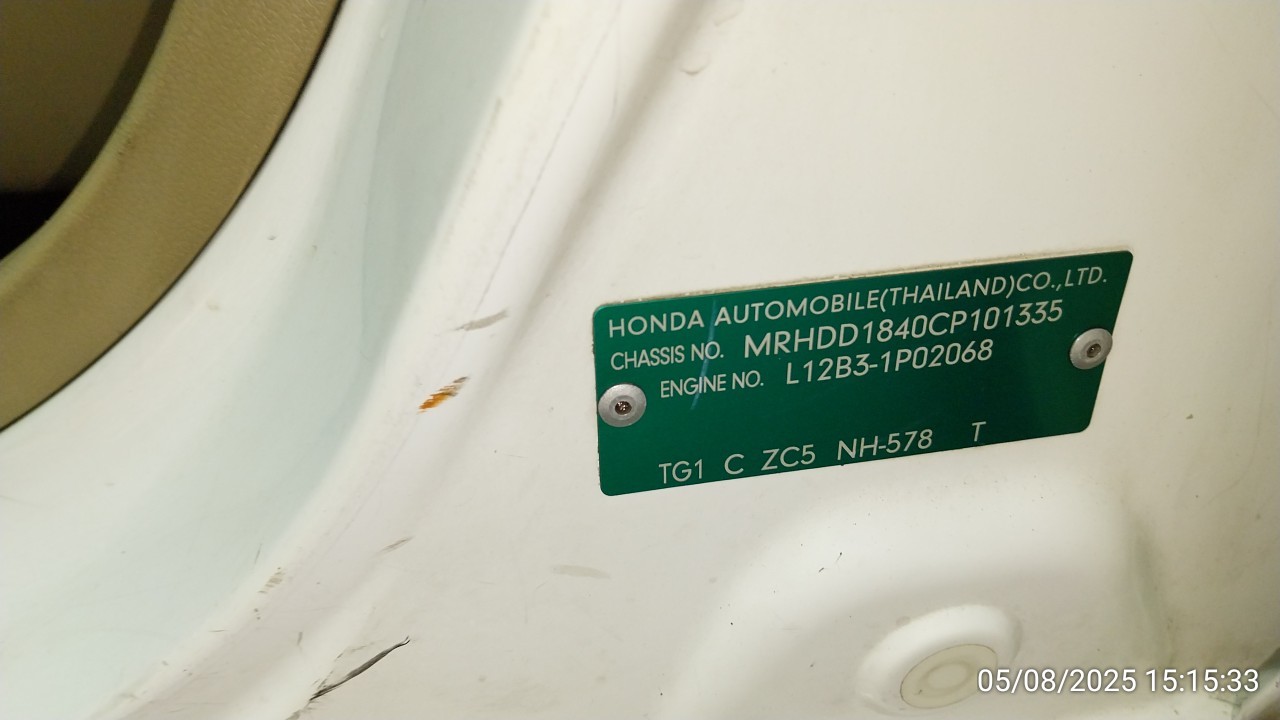 HONDA AUTOMOBILE(THAILAND)CO.,LTD.
CHASSIS NO. MRHDD1840CP101335
ENGINE NO. L12B3-1P02068
TG1 C ZC5 NH-578 T
05/08/2025 15:15:33